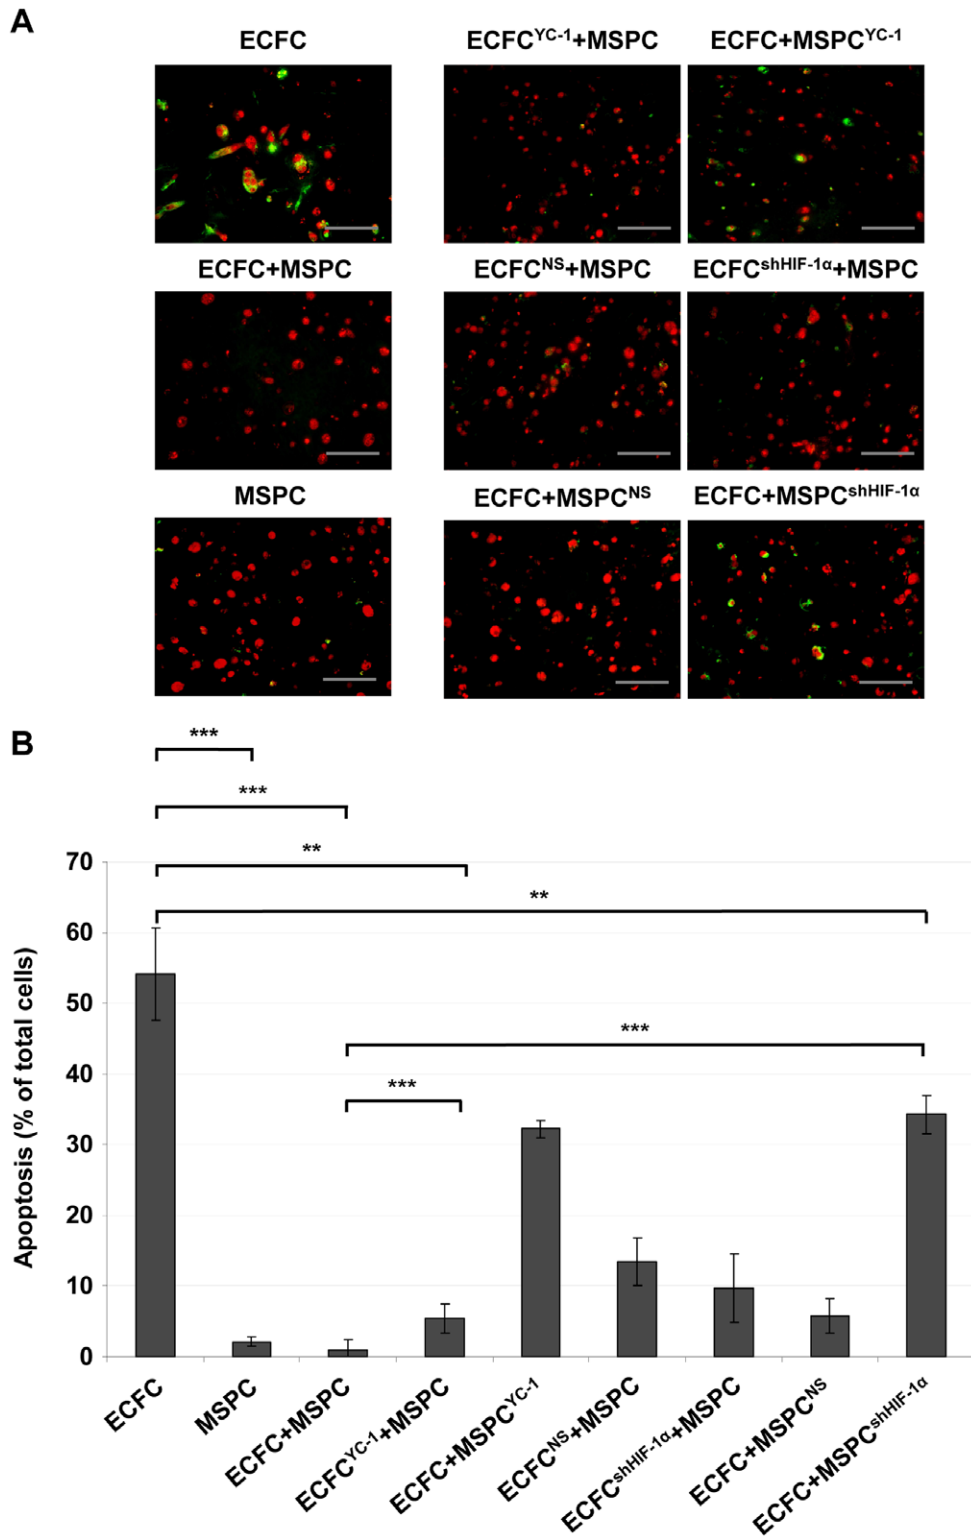 A
ECFC
ECFCYC-1+MSPC
ECFC+MSPCYC-1
ECFC+MSPC
ECFCNS+MSPC
ECFCshHIF-1α+MSPC
MSPC
ECFC+MSPCNS
ECFC+MSPCshHIF-1α
B
***
***
**
**
***
***
Apoptosis (% of total cells)
70
60
50
40
30
20
10
0
ECFC
MSPC
ECFC+MSPC
ECFCYC-1+MSPC
ECFC+MSPCYC-1
ECFCNS+MSPC
ECFCshHIF-1α+MSPC
ECFC+MSPCNS
ECFC+MSPCshHIF-1α